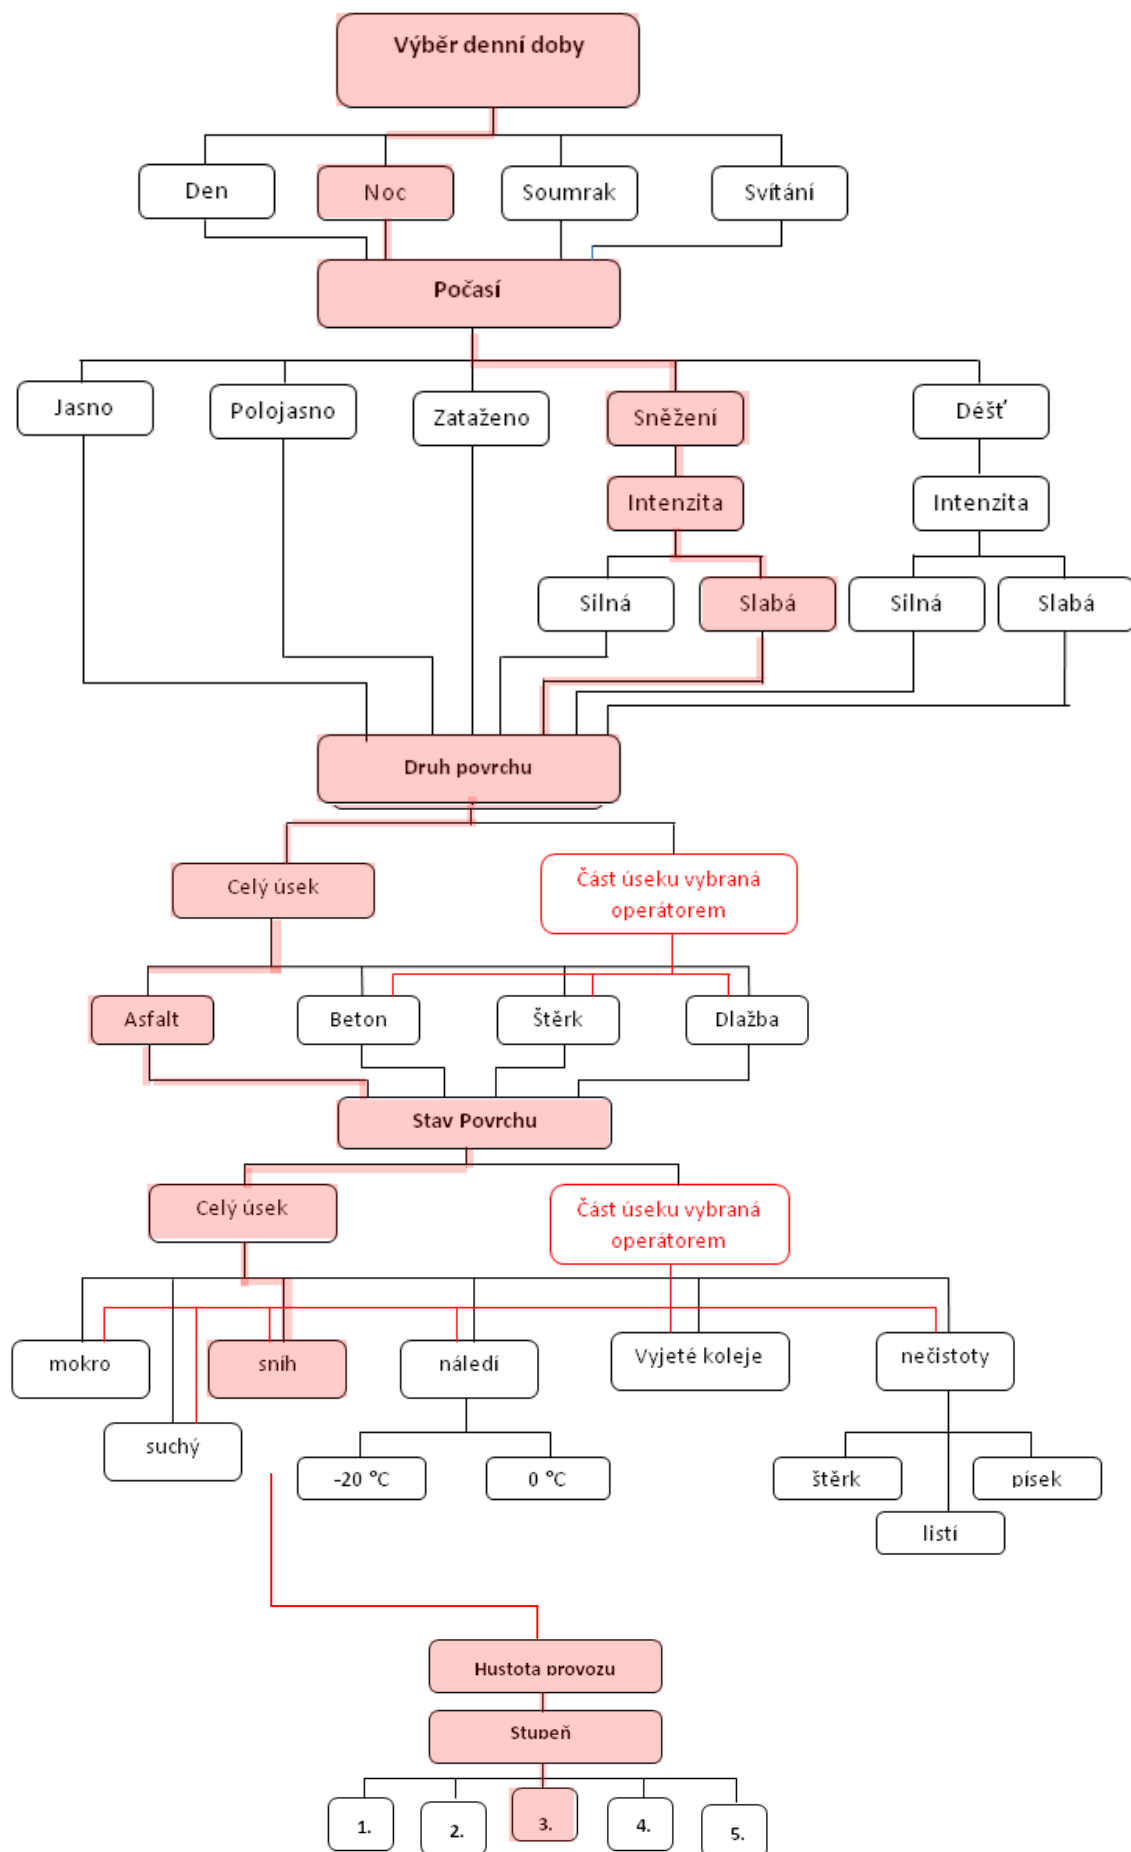 Výběr denní doby
Den
Noc
Soumrak
Svítání
Počasí
Jasno
Polojasno
Zataženo
Sněžení
Déšť
Intenzita
Intenzita
Silná
Slabá
Silná
Slabá
Druh povrchu
Celý úsek
Část úseku vybraná
operátorem
Asfalt
Beton
Štěrk
Dlažba
Stav Povrchu
Celý úsek
Část úseku vybraná
operátorem
mokro
sníh
náledí
Vyjeté koleje
nečistoty
suchý
-20 °C
0 °C
štěrk
písek
listí
Hustota provozu
Stupeň
1.
2.
3.
4.
5.